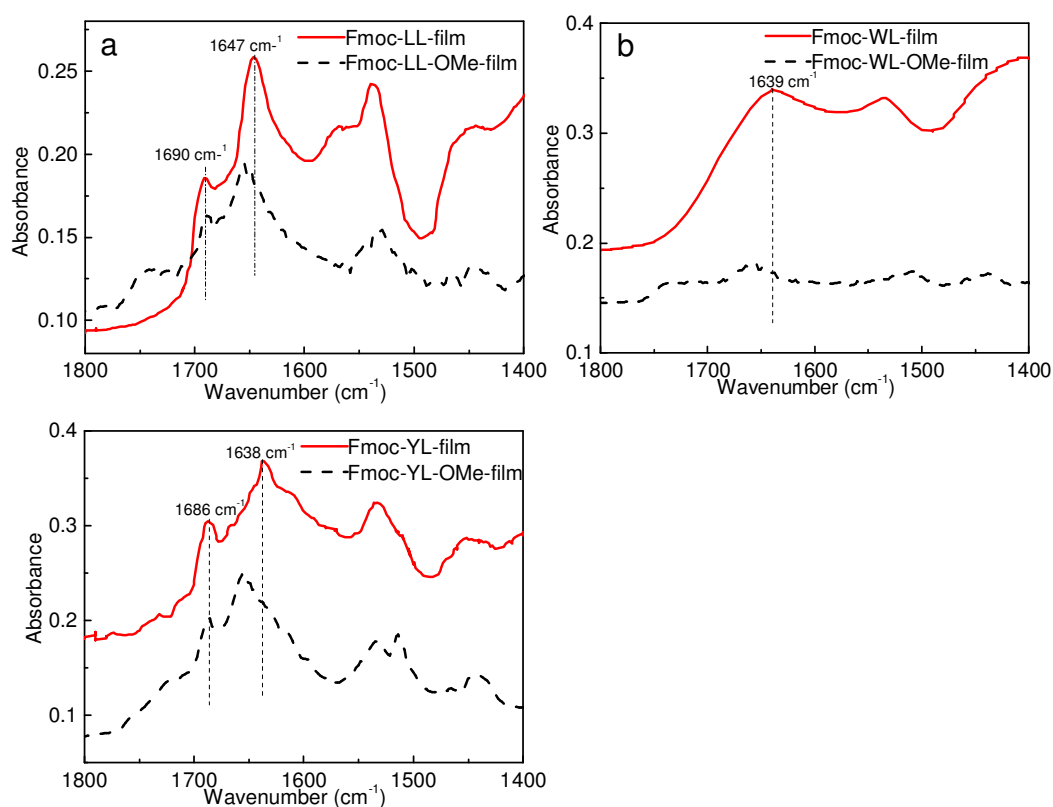 a
Fmoc-LL-film
Fmoc-LL-OMe-film
1647 cm-1
1690 cm-1
0.25
0.20
0.15
0.10
Absorbance
1800 1700 1600 1500 1400
Wavenumber (cm-1)
b
Fmoc-WL-film
Fmoc-WL-OMe-film
1639 cm-1
0.4
0.3
0.2
0.1
Absorbance
1800 1700 1600 1500 1400
Wavenumber (cm-1)
Fmoc-YL-film
Fmoc-YL-OMe-film
1638 cm-1
1686 cm-1
0.4
0.3
0.2
0.1
Absorbance
1800 1700 1600 1500 1400
Wavenumber (cm-1)